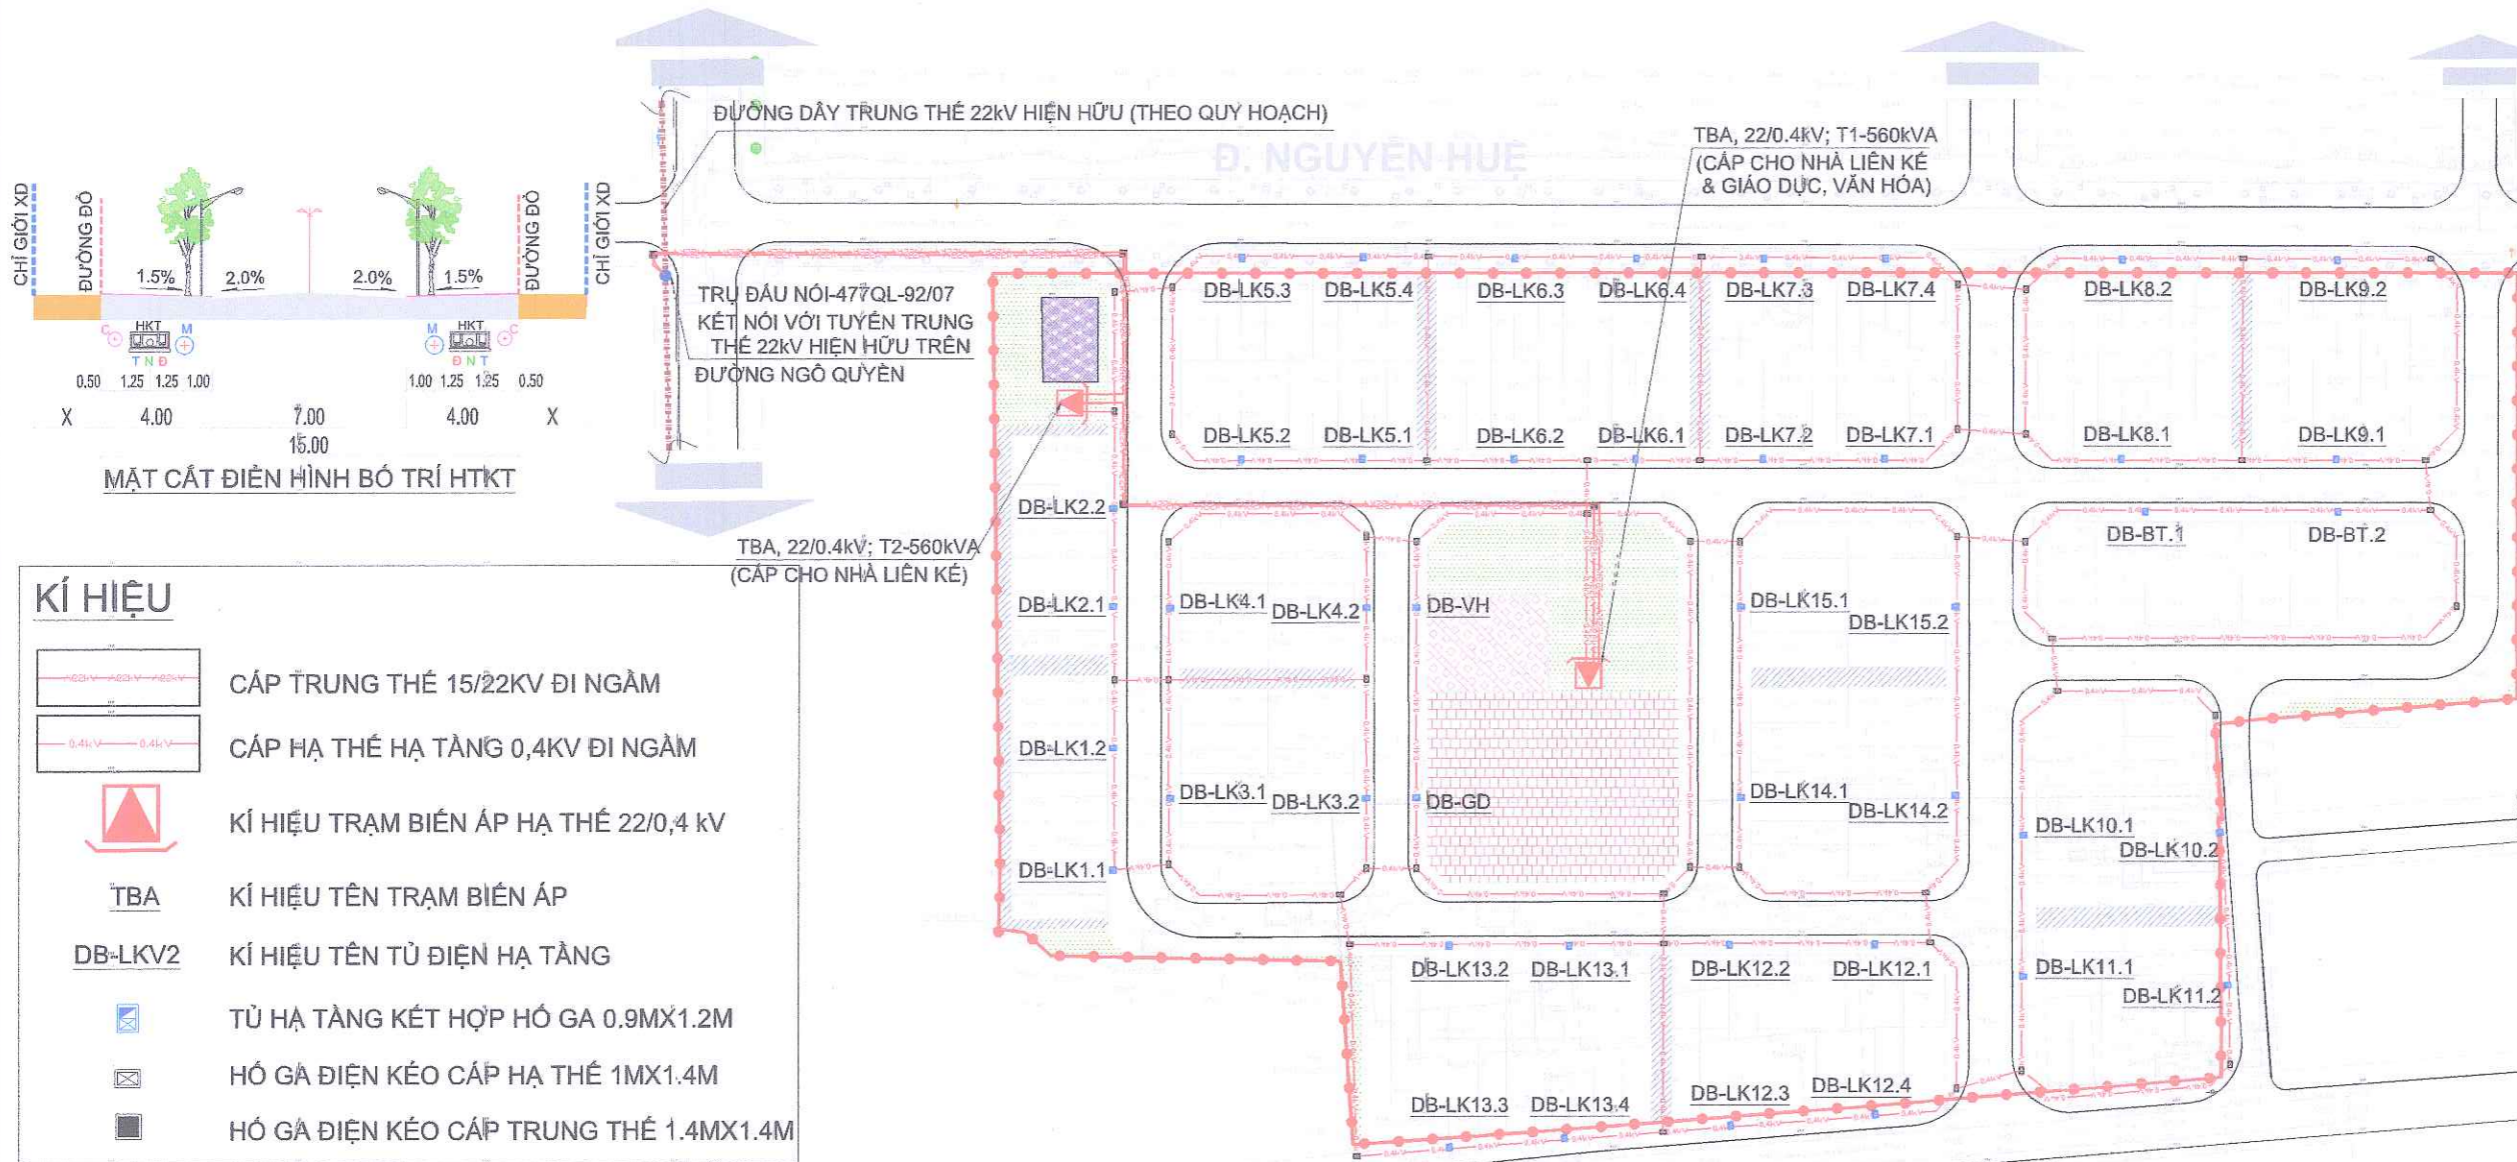 ĐƯỜNG DÂY TRUNG THẾ 22kV HIỆN HỮU (THEO QUY HOẠCH)
Đ. NGUYỄN HUỆ
TBA, 22/0.4kV; T1-560kVA
(CẤP CHO NHÀ LIÊN KẾ
& GIÁO DỤC, VĂN HÓA)
CHỈ GIỚI XD
ĐƯỜNG ĐỎ
ĐƯỜNG ĐỎ
CHỈ GIỚI XD
1.5% 2.0% 2.0% 1.5%
C HKT M M HKT C
T N Đ Đ N T
0.50 1.25 1.25 1.00 1.00 1.25 1.25 0.50
X 4.00 7.00 4.00 X
15.00
MẶT CẮT ĐIỂN HÌNH BỐ TRÍ HTKT
TRỤ ĐẤU NỐI-477QL-92/07
KẾT NỐI VỚI TUYẾN TRUNG
THẾ 22kV HIỆN HỮU TRÊN
ĐƯỜNG NGÔ QUYỀN
TBA, 22/0.4kV; T2-560kVA
(CẤP CHO NHÀ LIÊN KẾ)
KÍ HIỆU
CÁP TRUNG THẾ 15/22KV ĐI NGẦM
0.4kV 0.4kV
CÁP HẠ THẾ HẠ TẦNG 0,4KV ĐI NGẦM
KÍ HIỆU TRẠM BIẾN ÁP HẠ THẾ 22/0,4 kV
TBA KÍ HIỆU TÊN TRẠM BIẾN ÁP
DB-LKV2 KÍ HIỆU TÊN TỦ ĐIỆN HẠ TẦNG
TỦ HẠ TẦNG KẾT HỢP HỐ GA 0.9MX1.2M
HỐ GA ĐIỆN KÉO CÁP HẠ THẾ 1MX1.4M
HỐ GA ĐIỆN KÉO CÁP TRUNG THẾ 1.4MX1.4M
DB-LK5.3 DB-LK5.4 DB-LK6.3 DB-LK6.4 DB-LK7.3 DB-LK7.4 DB-LK8.2 DB-LK9.2
DB-LK5.2 DB-LK5.1 DB-LK6.2 DB-LK6.1 DB-LK7.2 DB-LK7.1 DB-LK8.1 DB-LK9.1
DB-LK2.2
DB-BT.1 DB-BT.2
DB-LK2.1 DB-LK4.1 DB-LK4.2 DB-VH DB-LK15.1 DB-LK15.2
DB-LK1.2
DB-LK3.1 DB-LK3.2 DB-GD DB-LK14.1 DB-LK14.2
DB-LK10.1 DB-LK10.2
DB-LK1.1
DB-LK13.2 DB-LK13.1 DB-LK12.2 DB-LK12.1 DB-LK11.1 DB-LK11.2
DB-LK13.3 DB-LK13.4 DB-LK12.3 DB-LK12.4